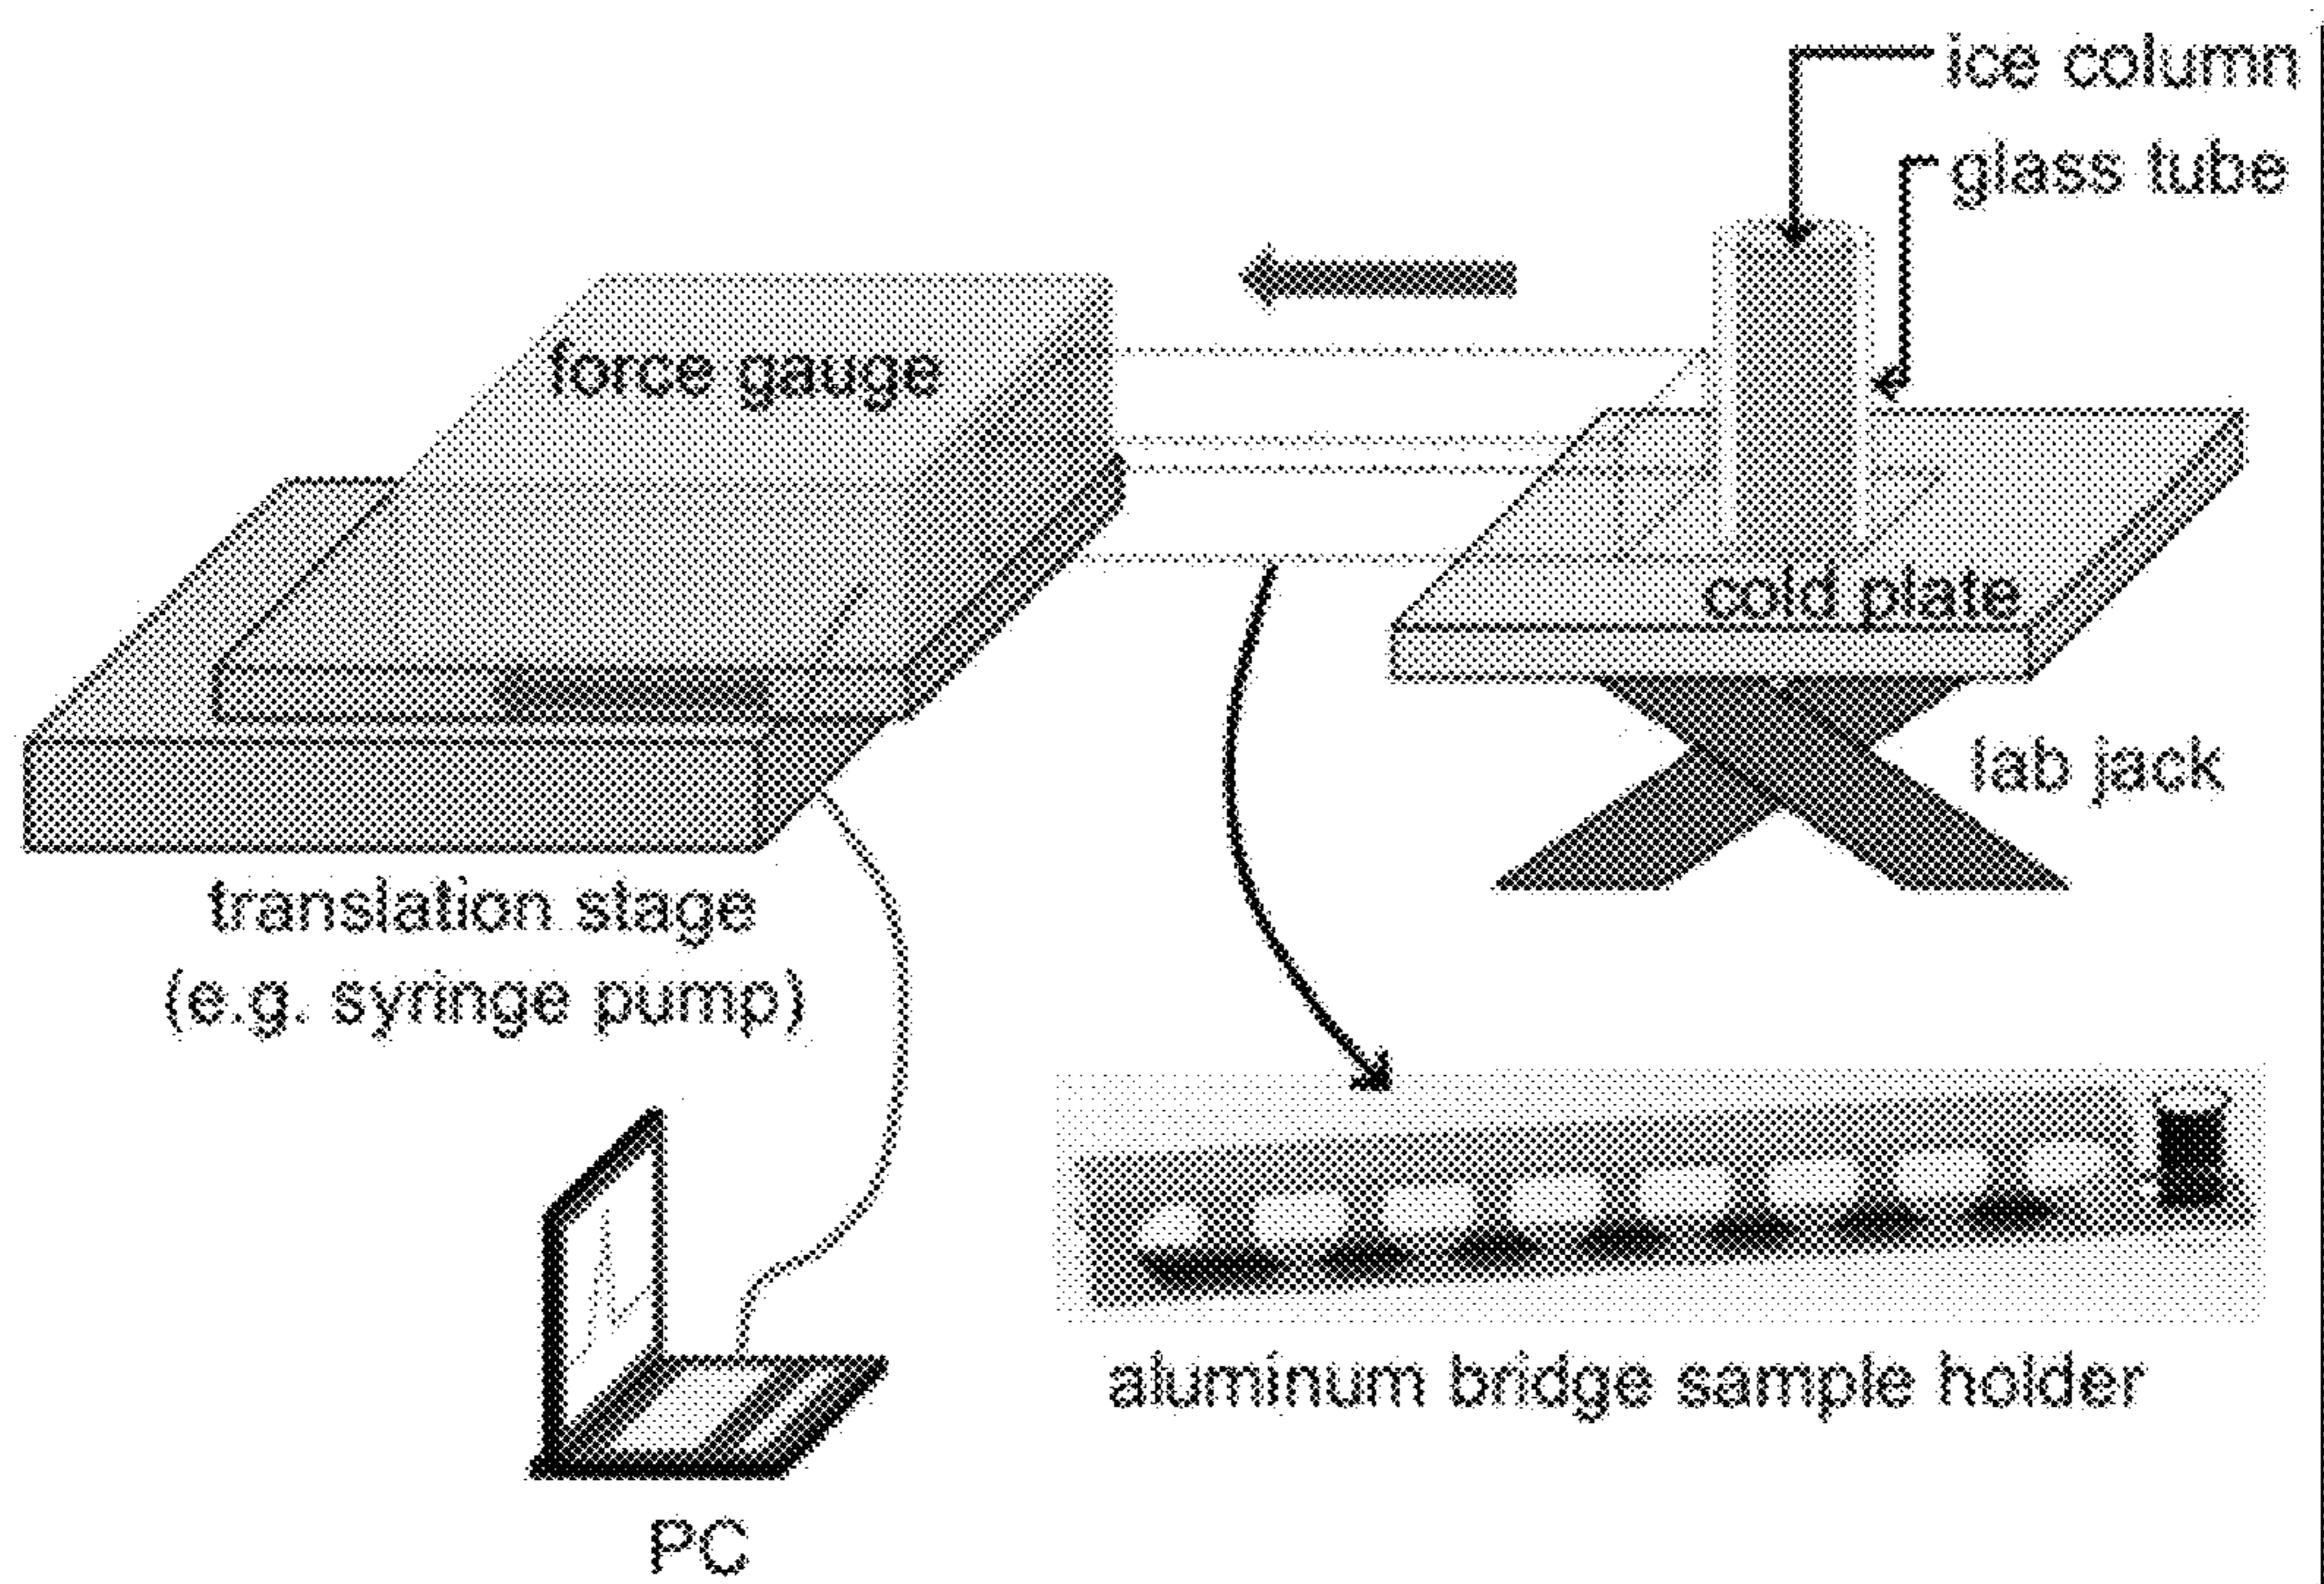 ice column
glass tube
force gauge
cold plate
lab jack
translation stage
(e.g. syringe pump)
aluminum bridge sample holder
PC